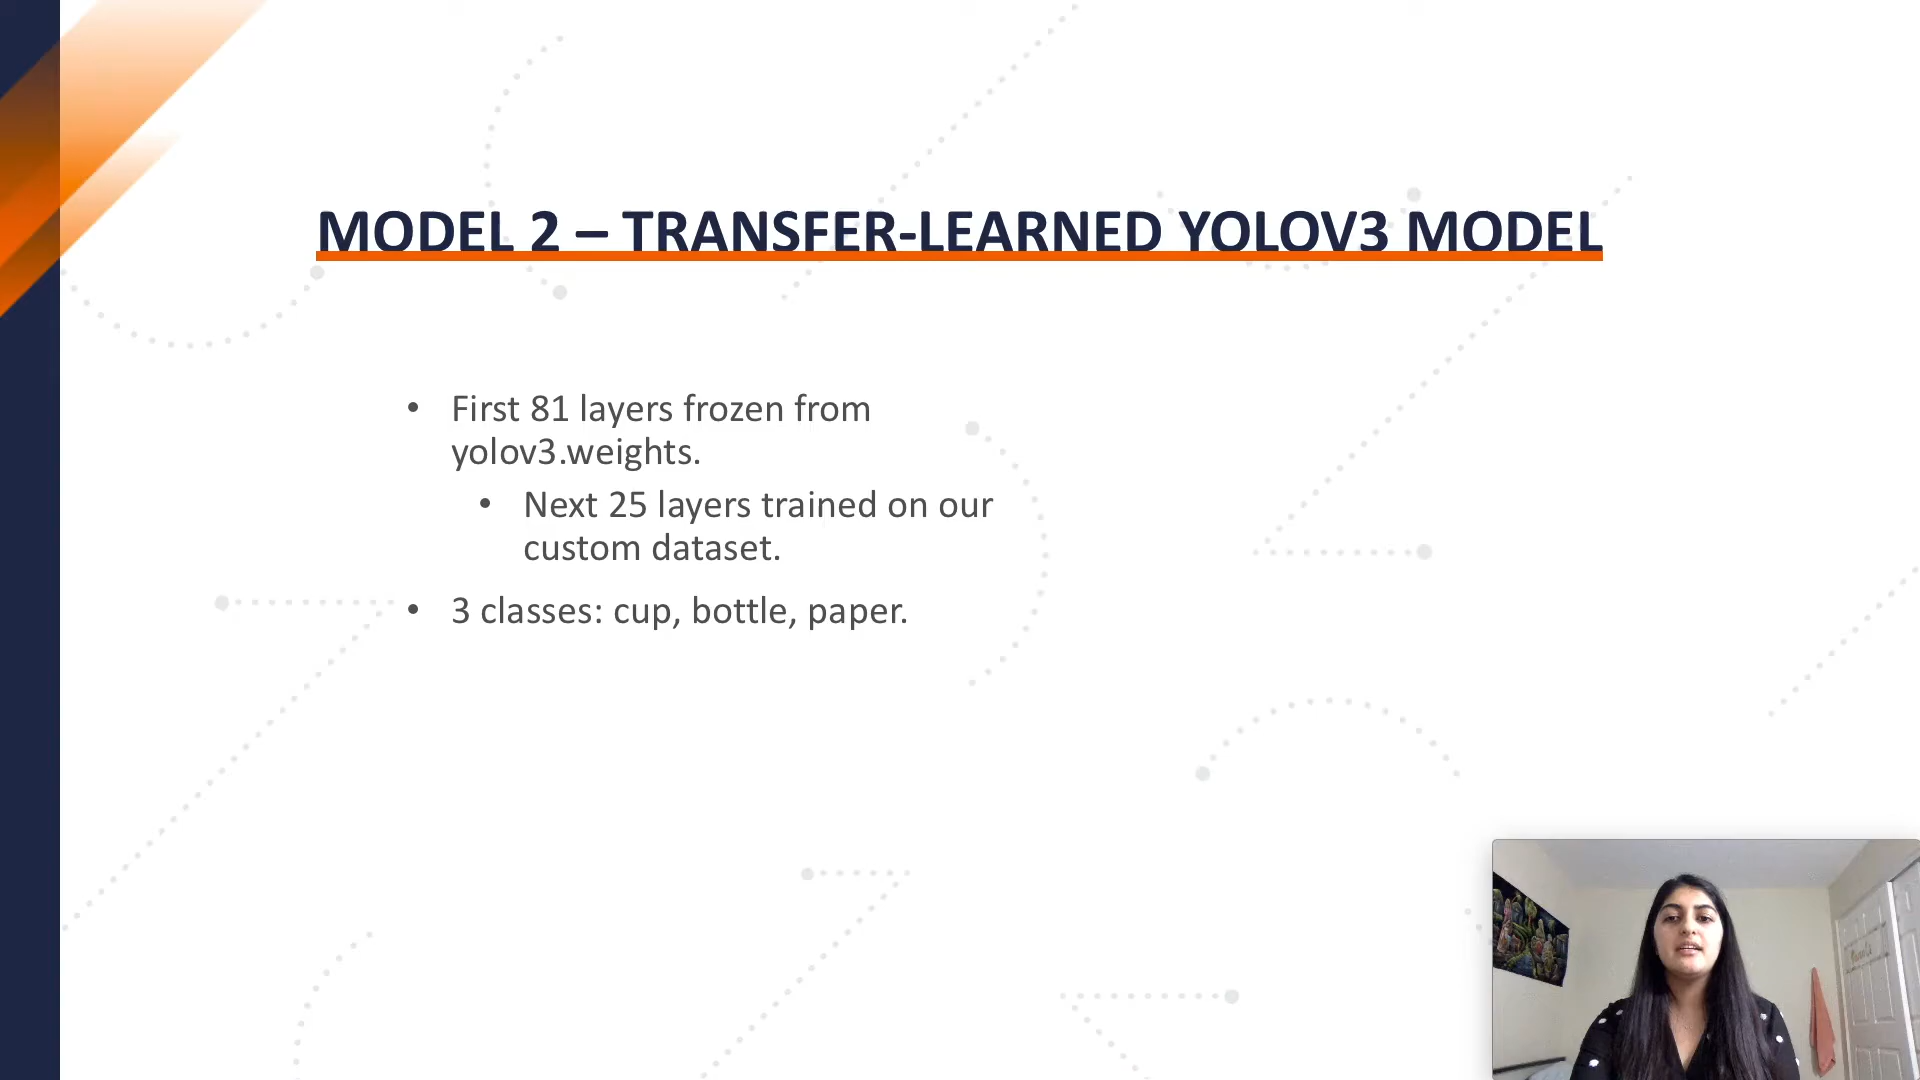 MODEL 2 – TRANSFER-LEARNED YOLOV3 MODEL
• First 81 layers frozen from
yolov3.weights.
• Next 25 layers trained on our
custom dataset.
• 3 classes: cup, bottle, paper.